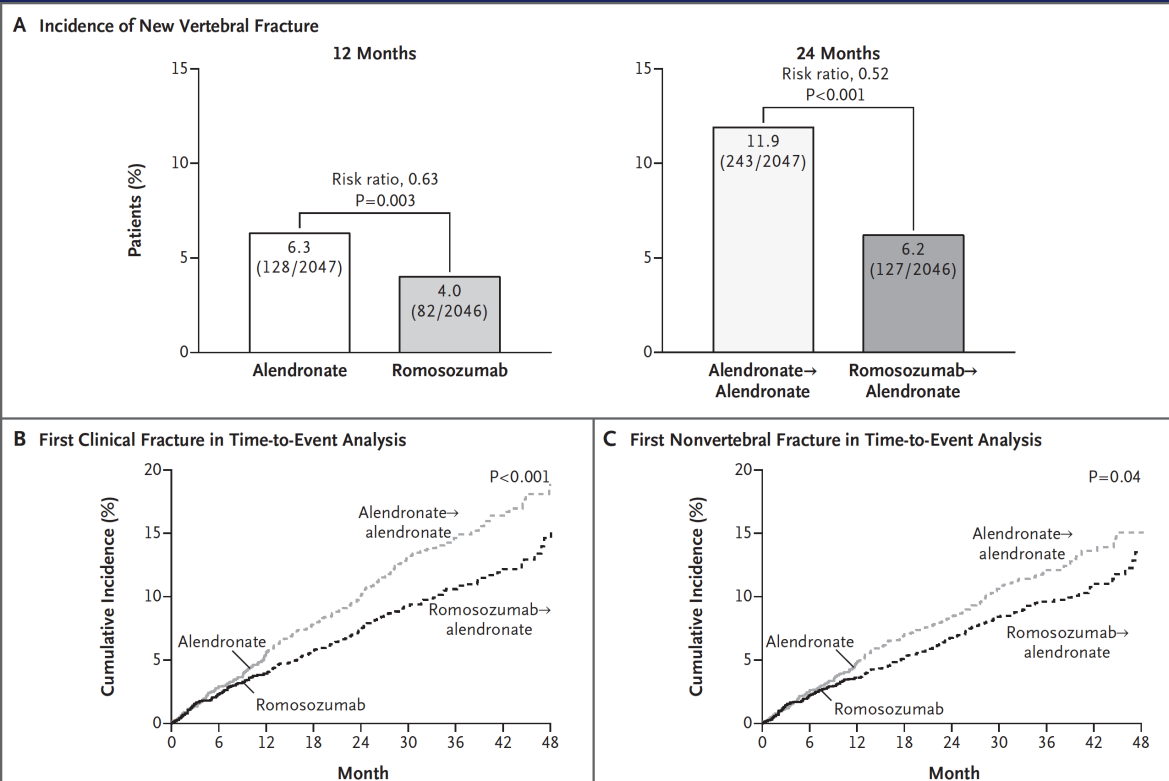 A Incidence of New Vertebral Fracture
12 Months
15
10
5
0
Patients (%)
Risk ratio, 0.63
P=0.003
6.3
(128/2047)
4.0
(82/2046)
Alendronate
Romosozumab
24 Months
Risk ratio, 0.52
P<0.001
15
10
5
0
11.9
(243/2047)
6.2
(127/2046)
Alendronate→
Alendronate
Romosozumab→
Alendronate
B First Clinical Fracture in Time-to-Event Analysis
20
15
10
5
0
Cumulative Incidence (%)
P<0.001
Alendronate→
alendronate
Romosozumab→
alendronate
Alendronate
Romosozumab
0 6 12 18 24 30 36 42 48
Month
C First Nonvertebral Fracture in Time-to-Event Analysis
20
15
10
5
0
Cumulative Incidence (%)
P=0.04
Alendronate→
alendronate
Romosozumab→
alendronate
Alendronate
Romosozumab
0 6 12 18 24 30 36 42 48
Month